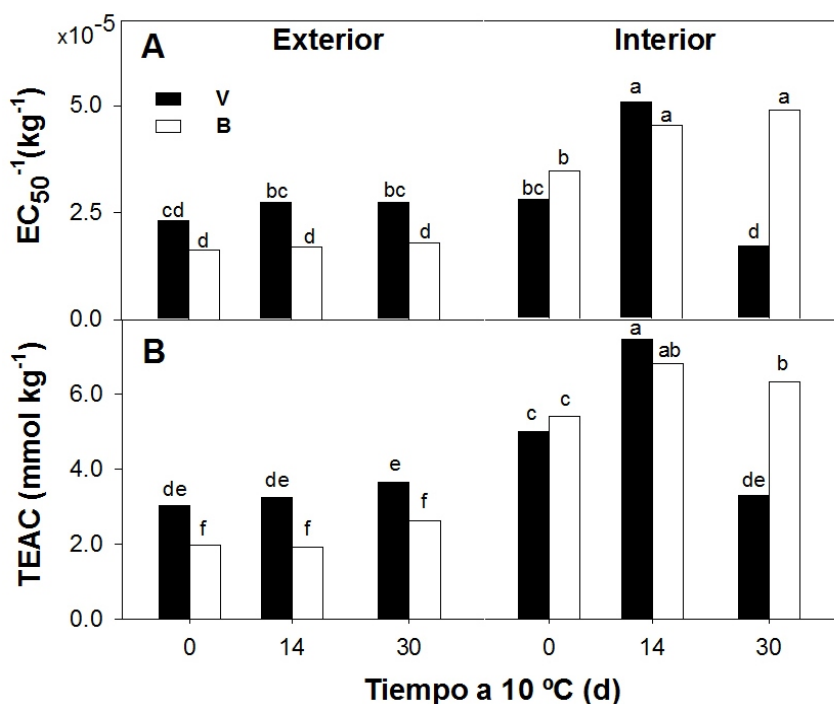 x10-5
A
Exterior
Interior
V
B
EC50-1(kg-1)
5.0
2.5
0.0
cd
d
bc
d
bc
d
bc
b
a
a
d
a
B
TEAC (mmol kg-1)
6.0
4.0
2.0
0.0
de
f
de
f
e
f
c
c
a
ab
de
b
0 14 30 0 14 30
Tiempo a 10 ºC (d)